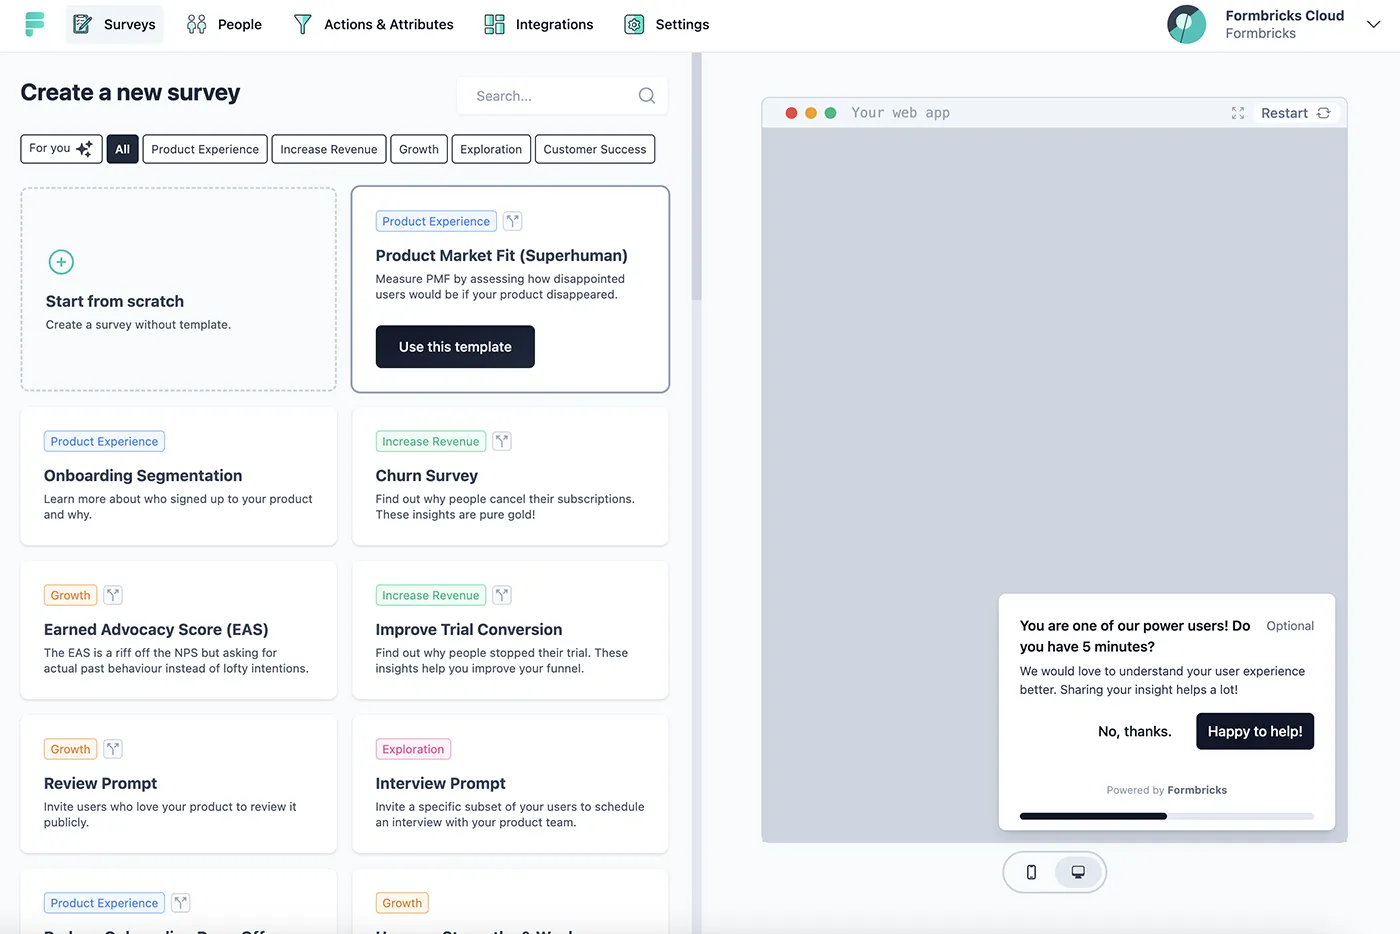 Surveys
People
Actions & Attributes
Integrations
Settings
Formbricks Cloud
Formbricks
Create a new survey
Search...
For you
All
Product Experience
Increase Revenue
Growth
Exploration
Customer Success
Start from scratch
Create a survey without template.
Product Experience
Product Market Fit (Superhuman)
Measure PMF by assessing how disappointed
users would be if your product disappeared.
Use this template
Product Experience
Onboarding Segmentation
Learn more about who signed up to your product
and why.
Increase Revenue
Churn Survey
Find out why people cancel their subscriptions.
These insights are pure gold!
Growth
Earned Advocacy Score (EAS)
The EAS is a riff off the NPS but asking for
actual past behaviour instead of lofty intentions.
Increase Revenue
Improve Trial Conversion
Find out why people stopped their trial. These
insights help you improve your funnel.
Growth
Review Prompt
Invite users who love your product to review it
publicly.
Exploration
Interview Prompt
Invite a specific subset of your users to schedule
an interview with your product team.
Product Experience
Growth
Your web app
Restart
You are one of our power users! Do
you have 5 minutes?
Optional
We would love to understand your user experience
better. Sharing your insight helps a lot!
No, thanks.
Happy to help!
Powered by Formbricks